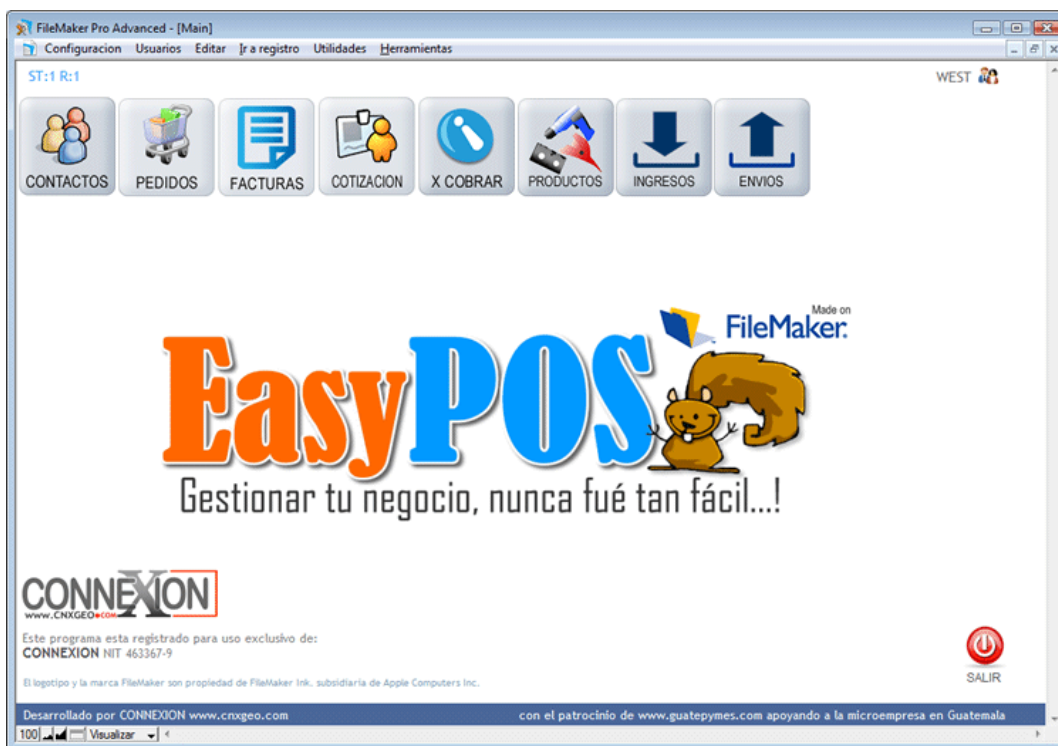 FileMaker Pro Advanced - [Main]
Configuracion Usuarios Editar Ir a registro Utilidades Herramientas
ST:1 R:1
WEST
CONTACTOS PEDIDOS FACTURAS COTIZACION X COBRAR PRODUCTOS INGRESOS ENVIOS
Made on
FileMaker.
EasyPOS
Gestionar tu negocio, nunca fué tan fácil...!
CONNEXION
www.CNXGEO.com
Este programa esta registrado para uso exclusivo de:
CONNEXION NIT 463367-9
SALIR
El logotipo y la marca FileMaker son propiedad de FileMaker Ink. subsidiaria de Apple Computers Inc.
Desarrollado por CONNEXION www.cnxgeo.com con el patrocinio de www.guatepymes.com apoyando a la microempresa en Guatemala
100 Visualizar